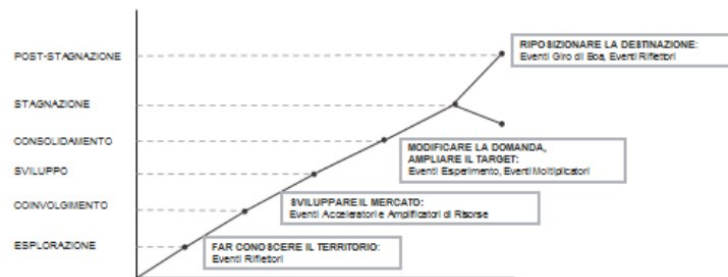 POST-STAGNAZIONE
STAGNAZIONE
CONSOLIDAMENTO
SVILUPPO
COINVOLGIMENTO
ESPLORAZIONE
RIPOSIZIONARE LA DESTINAZIONE:
Eventi Giro di Boa, Eventi Riflettori
MODIFICARE LA DOMANDA,
AMPLIARE IL TARGET:
Eventi Esperimento, Eventi Moltiplicatori
SVILUPPARE IL MERCATO:
Eventi Acceleratori e Amplificatori di Risorse
FAR CONOSCERE IL TERRITORIO:
Eventi Riflettori